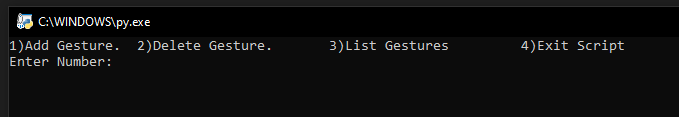 C:\WINDOWS\py.exe
1)Add Gesture.  2)Delete Gesture.       3)List Gestures         4)Exit Script
Enter Number: